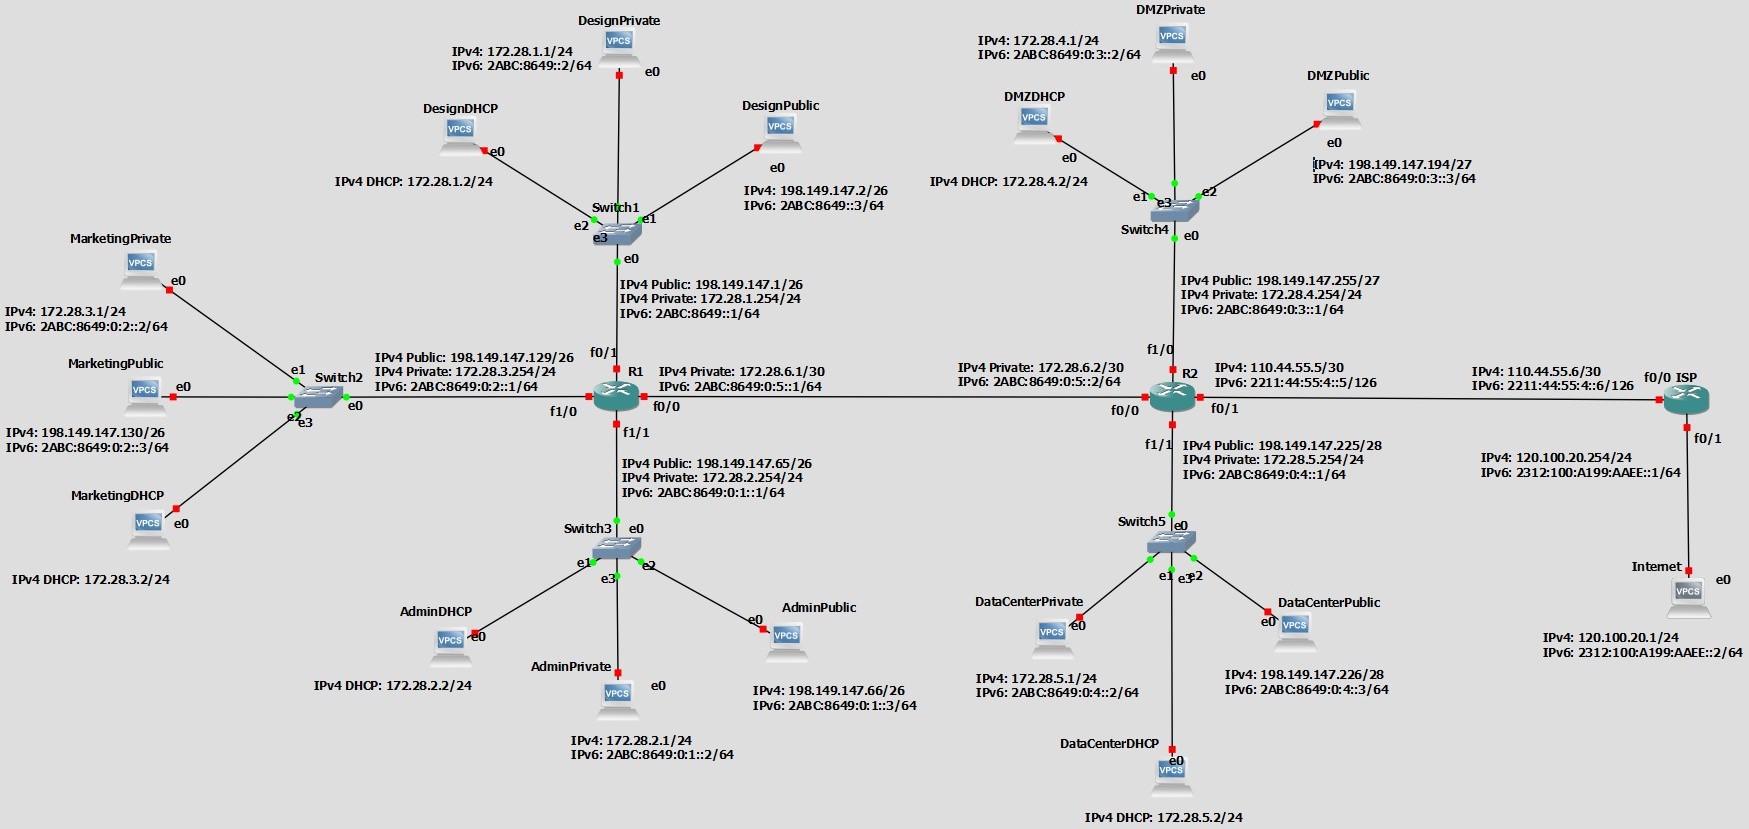 DesignPrivate
VPCS
IPv4: 172.28.1.1/24
IPv6: 2ABC:8649::2/64
e0
DesignDHCP
VPCS
e0
IPv4 DHCP: 172.28.1.2/24
DesignPublic
VPCS
e0
IPv4: 198.149.147.2/26
IPv6: 2ABC:8649::3/64
Switch1
e1
e2
e3
e0
IPv4 Public: 198.149.147.1/26
IPv4 Private: 172.28.1.254/24
IPv6: 2ABC:8649::1/64
MarketingPrivate
VPCS
e0
IPv4: 172.28.3.1/24
IPv6: 2ABC:8649:0:2::2/64
MarketingPublic
VPCS
e0
IPv4: 198.149.147.130/26
IPv6: 2ABC:8649:0:2::3/64
MarketingDHCP
VPCS
e0
IPv4 DHCP: 172.28.3.2/24
e1
Switch2
e0
e2
e3
IPv4 Public: 198.149.147.129/26
IPv4 Private: 172.28.3.254/24
IPv6: 2ABC:8649:0:2::1/64
f0/1
R1
f1/0
f0/0
f1/1
IPv4 Private: 172.28.6.1/30
IPv6: 2ABC:8649:0:5::1/64
IPv4 Public: 198.149.147.65/26
IPv4 Private: 172.28.2.254/24
IPv6: 2ABC:8649:0:1::1/64
Switch3
e0
e1
e2
e3
AdminDHCP
VPCS
e0
IPv4 DHCP: 172.28.2.2/24
AdminPrivate
VPCS
e0
IPv4: 172.28.2.1/24
IPv6: 2ABC:8649:0:1::2/64
AdminPublic
e0
VPCS
IPv4: 198.149.147.66/26
IPv6: 2ABC:8649:0:1::3/64
DMZPrivate
VPCS
IPv4: 172.28.4.1/24
IPv6: 2ABC:8649:0:3::2/64
e0
DMZDHCP
VPCS
e0
IPv4 DHCP: 172.28.4.2/24
DMZPublic
VPCS
e0
IPv4: 198.149.147.194/27
IPv6: 2ABC:8649:0:3::3/64
e1
e3
e2
Switch4
e0
IPv4 Public: 198.149.147.255/27
IPv4 Private: 172.28.4.254/24
IPv6: 2ABC:8649:0:3::1/64
f1/0
R2
IPv4 Private: 172.28.6.2/30
IPv6: 2ABC:8649:0:5::2/64
f0/0
f0/1
f1/1
IPv4: 110.44.55.5/30
IPv6: 2211:44:55:4::5/126
IPv4 Public: 198.149.147.225/28
IPv4 Private: 172.28.5.254/24
IPv6: 2ABC:8649:0:4::1/64
Switch5
e0
e1
e3
e2
DataCenterPrivate
VPCS
e0
IPv4: 172.28.5.1/24
IPv6: 2ABC:8649:0:4::2/64
DataCenterPublic
e0
VPCS
IPv4: 198.149.147.226/28
IPv6: 2ABC:8649:0:4::3/64
DataCenterDHCP
e0
VPCS
IPv4 DHCP: 172.28.5.2/24
IPv4: 110.44.55.6/30
IPv6: 2211:44:55:4::6/126
f0/0
ISP
f0/1
IPv4: 120.100.20.254/24
IPv6: 2312:100:A199:AAEE::1/64
Internet
e0
VPCS
IPv4: 120.100.20.1/24
IPv6: 2312:100:A199:AAEE::2/64